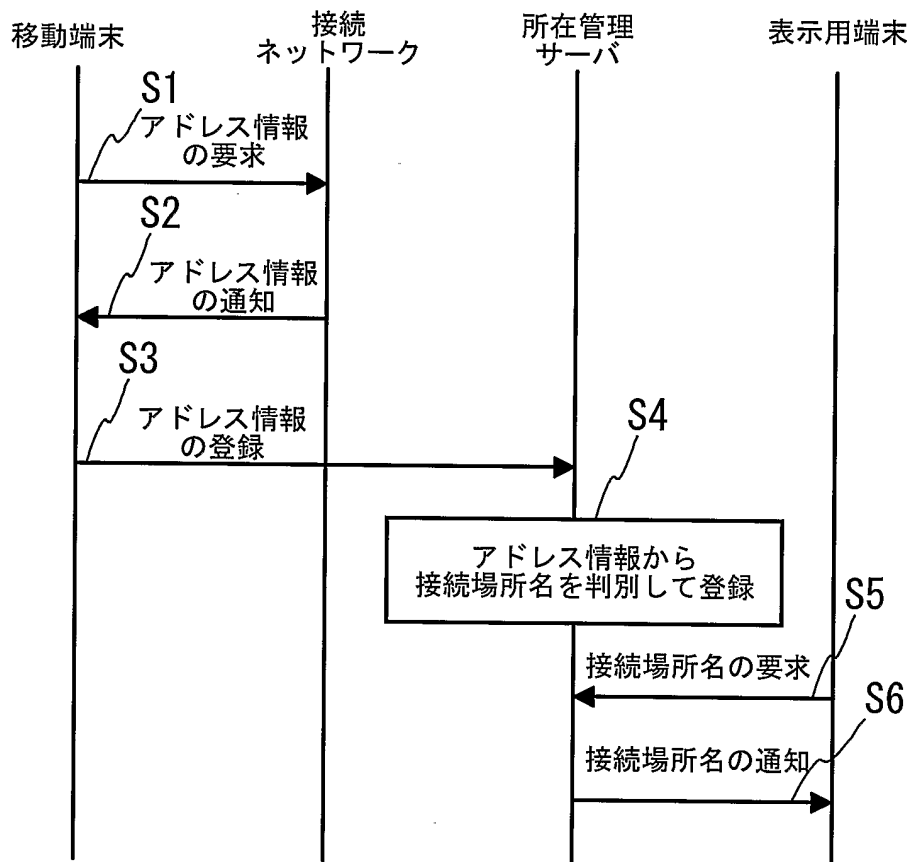 移動端末
接続
ネットワーク
所在管理
サーバ
表示用端末
S1
アドレス情報
の要求
S2
アドレス情報
の通知
S3
アドレス情報
の登録
S4
アドレス情報から
接続場所名を判別して登録
S5
接続場所名の要求
S6
接続場所名の通知